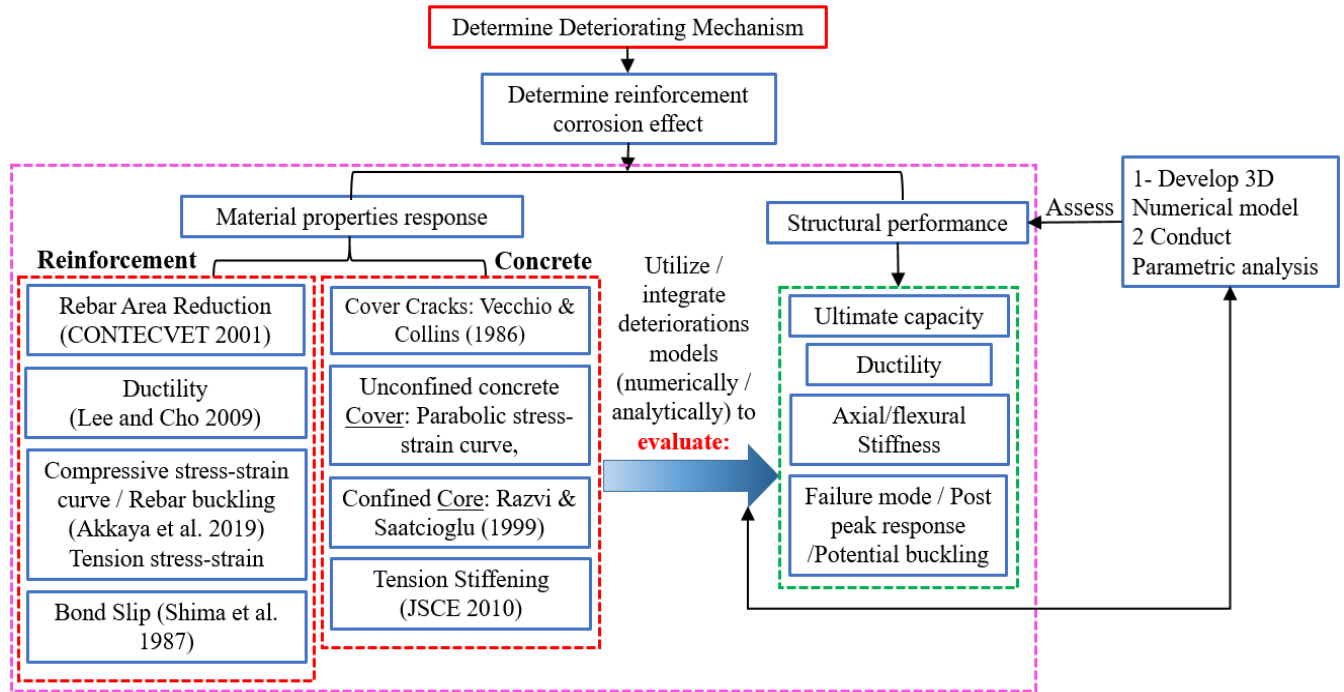 Determine Deteriorating Mechanism
Determine reinforcement
corrosion effect
Material properties response
Structural performance
Assess
1- Develop 3D
Numerical model
2 Conduct
Parametric analysis
Reinforcement
Rebar Area Reduction
(CONTECVET 2001)
Ductility
(Lee and Cho 2009)
Compressive stress-strain
curve / Rebar buckling
(Akkaya et al. 2019)
Tension stress-strain
Bond Slip (Shima et al.
1987)
Concrete
Cover Cracks: Vecchio &
Collins (1986)
Unconfined concrete
Cover: Parabolic stress-
strain curve,
Confined Core: Razvi &
Saatcioglu (1999)
Tension Stiffening
(JSCE 2010)
Utilize /
integrate
deteriorations
models
(numerically /
analytically) to
evaluate:
Ultimate capacity
Ductility
Axial/flexural
Stiffness
Failure mode / Post
peak response
/Potential buckling